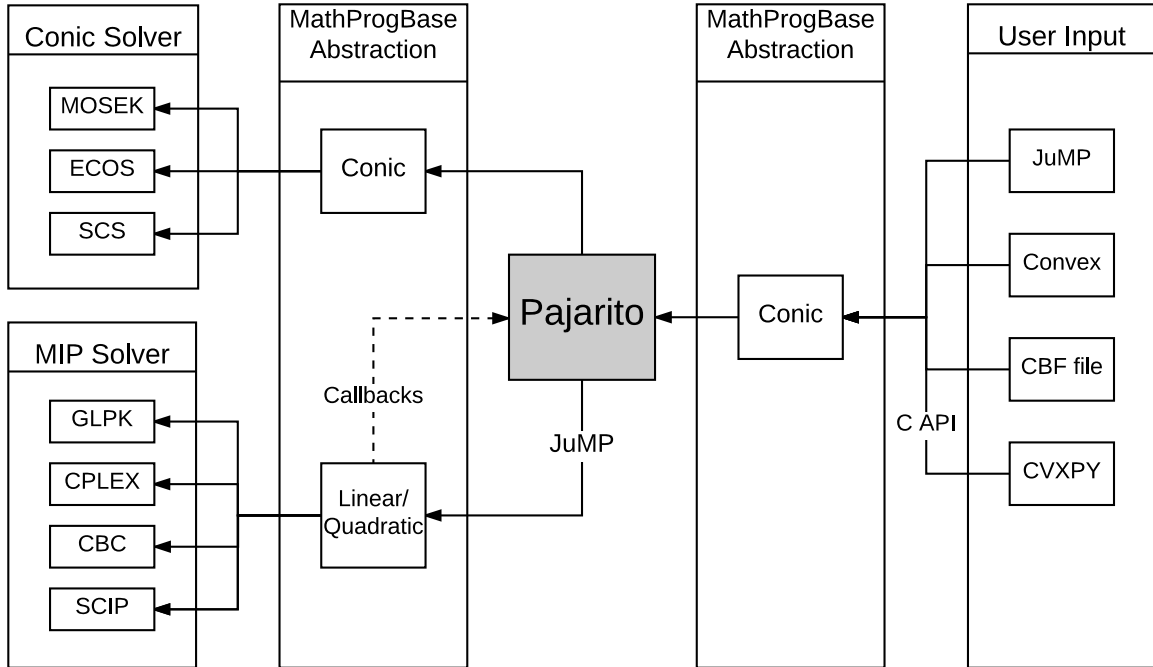 Conic Solver
MOSEK
ECOS
SCS
MIP Solver
GLPK
CPLEX
CBC
SCIP
MathProgBase
Abstraction
Conic
Callbacks
Linear/
Quadratic
Pajarito
JuMP
MathProgBase
Abstraction
Conic
C API
User Input
JuMP
Convex
CBF file
CVXPY